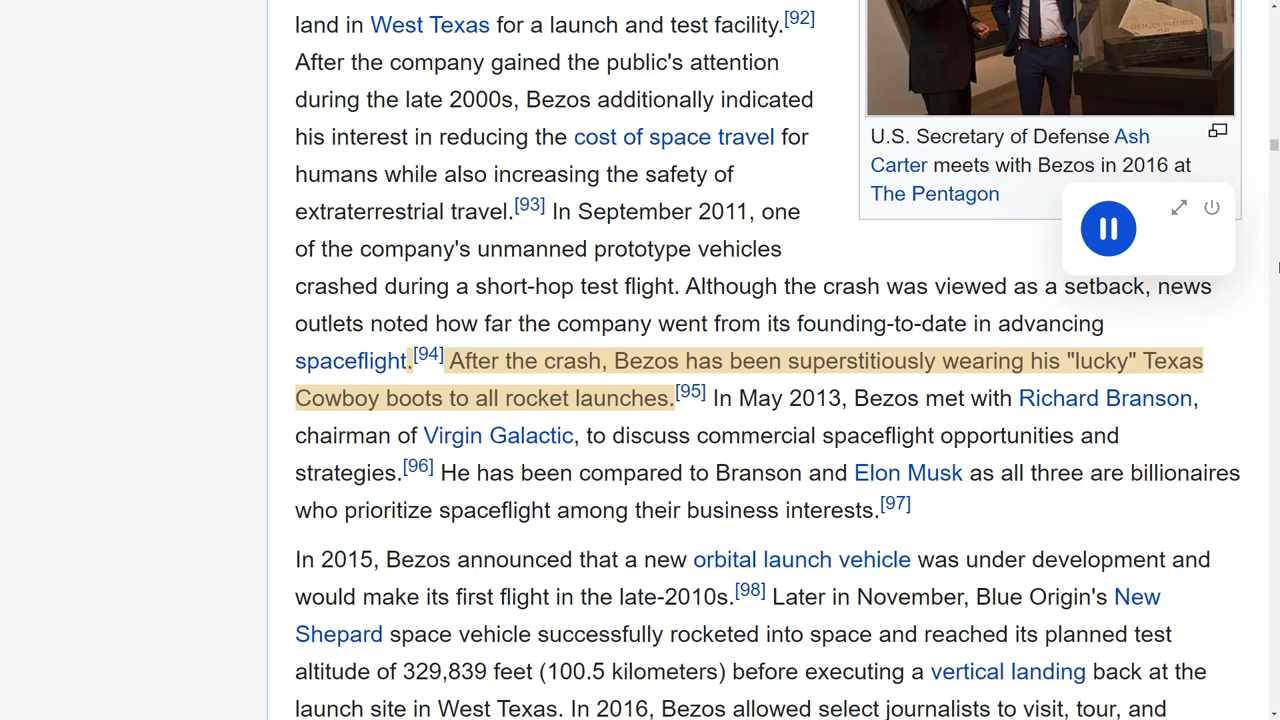 land in West Texas for a launch and test facility.[92]
After the company gained the public's attention
during the late 2000s, Bezos additionally indicated
his interest in reducing the cost of space travel for
humans while also increasing the safety of
extraterrestrial travel.[93] In September 2011, one
of the company's unmanned prototype vehicles
crashed during a short-hop test flight. Although the crash was viewed as a setback, news
outlets noted how far the company went from its founding-to-date in advancing
spaceflight.[94] After the crash, Bezos has been superstitiously wearing his "lucky" Texas
Cowboy boots to all rocket launches.[95] In May 2013, Bezos met with Richard Branson,
chairman of Virgin Galactic, to discuss commercial spaceflight opportunities and
strategies.[96] He has been compared to Branson and Elon Musk as all three are billionaires
who prioritize spaceflight among their business interests.[97]
In 2015, Bezos announced that a new orbital launch vehicle was under development and
would make its first flight in the late-2010s.[98] Later in November, Blue Origin's New
Shepard space vehicle successfully rocketed into space and reached its planned test
altitude of 329,839 feet (100.5 kilometers) before executing a vertical landing back at the
launch site in West Texas. In 2016, Bezos allowed select journalists to visit, tour, and
U.S. Secretary of Defense Ash
Carter meets with Bezos in 2016 at
The Pentagon